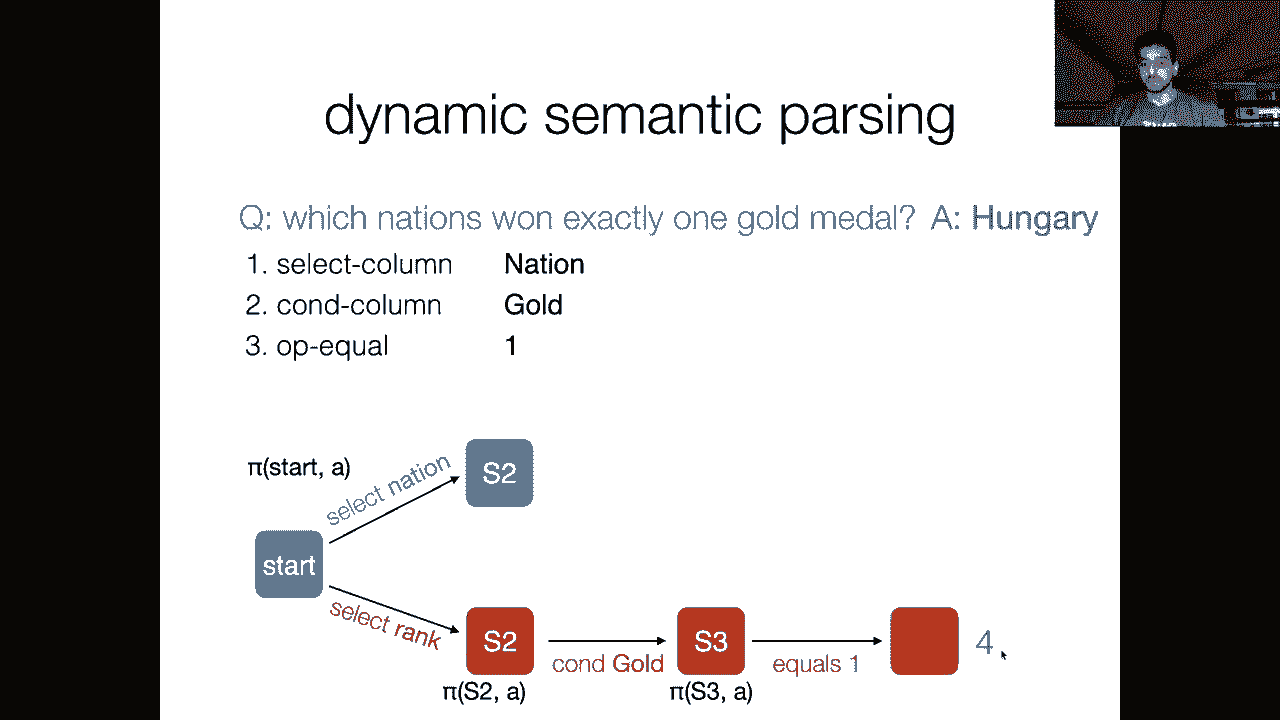 dynamic semantic parsing
Q: which nations won exactly one gold medal? A: Hungary
1. select-column Nation
2. cond-column Gold
3. op-equal 1
π(start, a)
select nation
S2
start
select rank
S2
cond Gold
S3
equals 1
4
π(S2, a)
π(S3, a)